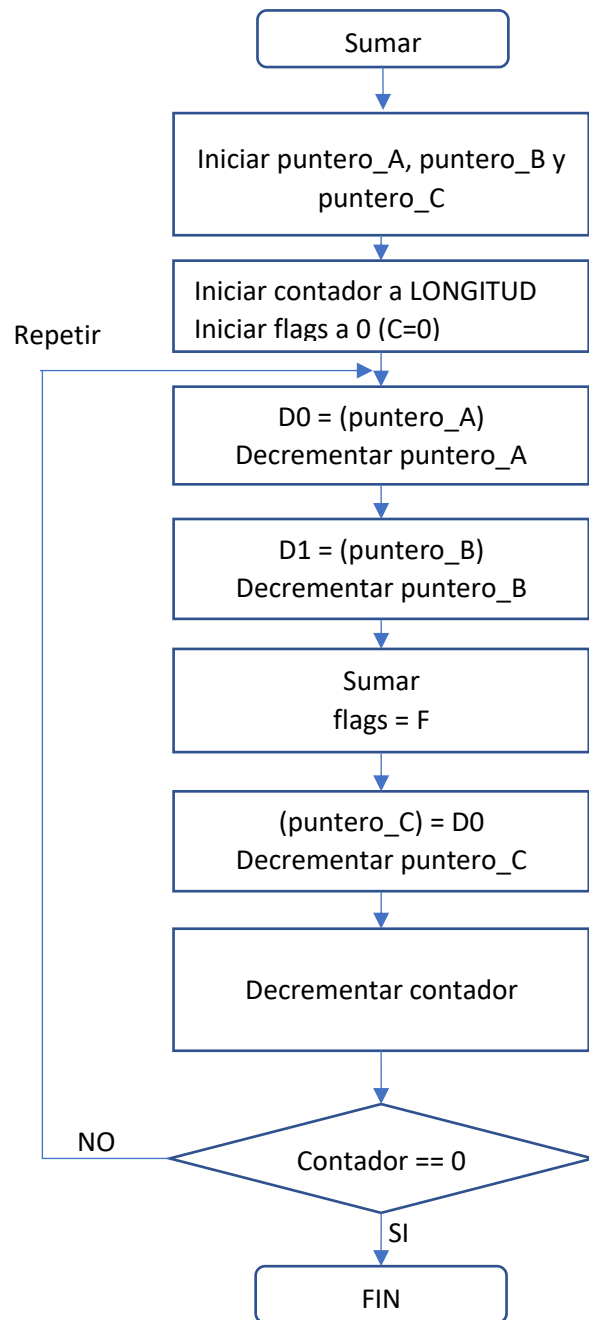 Sumar
Iniciar puntero_A, puntero_B y
puntero_C
Iniciar contador a LONGITUD
Iniciar flags a 0 (C=0)
Repetir
D0 = (puntero_A)
Decrementar puntero_A
D1 = (puntero_B)
Decrementar puntero_B
Sumar
flags = F
(puntero_C) = D0
Decrementar puntero_C
Decrementar contador
Contador == 0
NO
SI
FIN